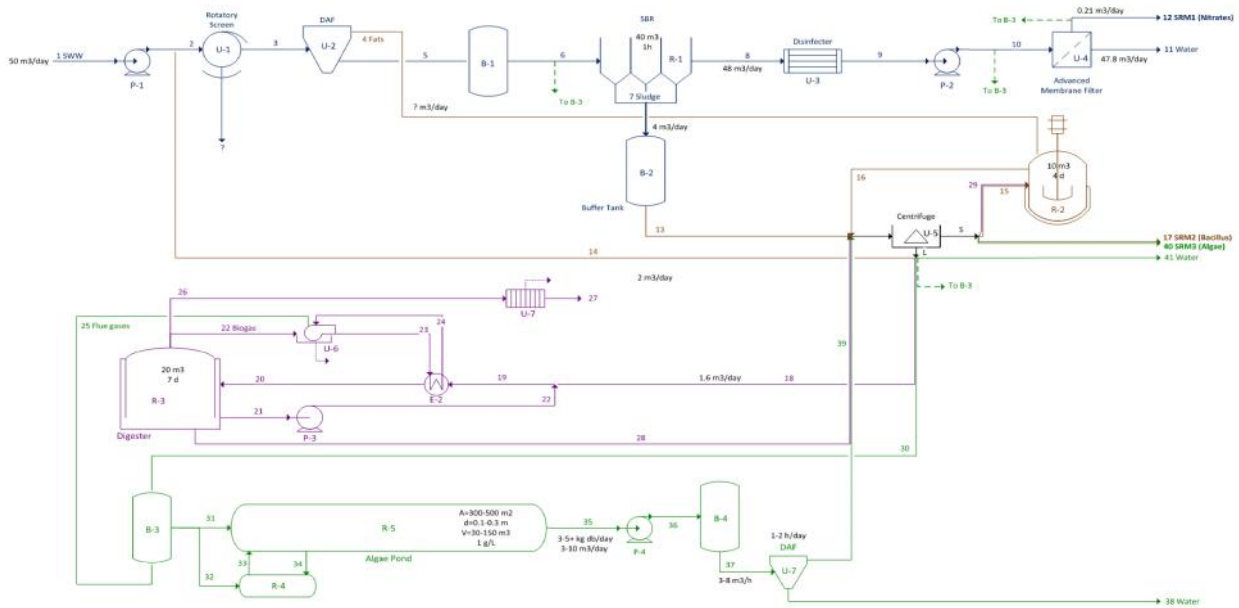 0.21 m3/day
12 SRM1 (Nitrates)
To B-3
Rotatory
Screen
DAF
SBR
40 m3
1h
Disinfecter
1 SWW
50 m3/day
2
3
4 Fats
5
6
8
9
10
11 Water
U-1
U-2
B-1
R-1
U-3
U-4
P-1
P-2
48 m3/day
47.8 m3/day
To B-3
To B-3
Advanced
Membrane Filter
7 Sludge
? m3/day
4 m3/day
?
B-2
Buffer Tank
16
10 m3
4 d
29
15
R-2
Centrifuge
U-5
S
L
13
17 SRM2 (Bacillus)
40 SRM3 (Algae)
41 Water
14
2 m3/day
To B-3
26
27
U-7
25 Flue gases
22 Biogas
U-6
23
24
39
20 m3
7 d
R-3
20
E-2
19
1,6 m3/day
18
21
22
P-3
Digester
28
30
B-3
31
R-5
A=300-500 m2
d=0.1-0.3 m
V=30-150 m3
1 g/L
35
3-5+ kg db/day
3-10 m3/day
P-4
36
B-4
Algae Pond
32
33
34
R-4
37
3-8 m3/h
1-2 h/day
DAF
U-7
38 Water